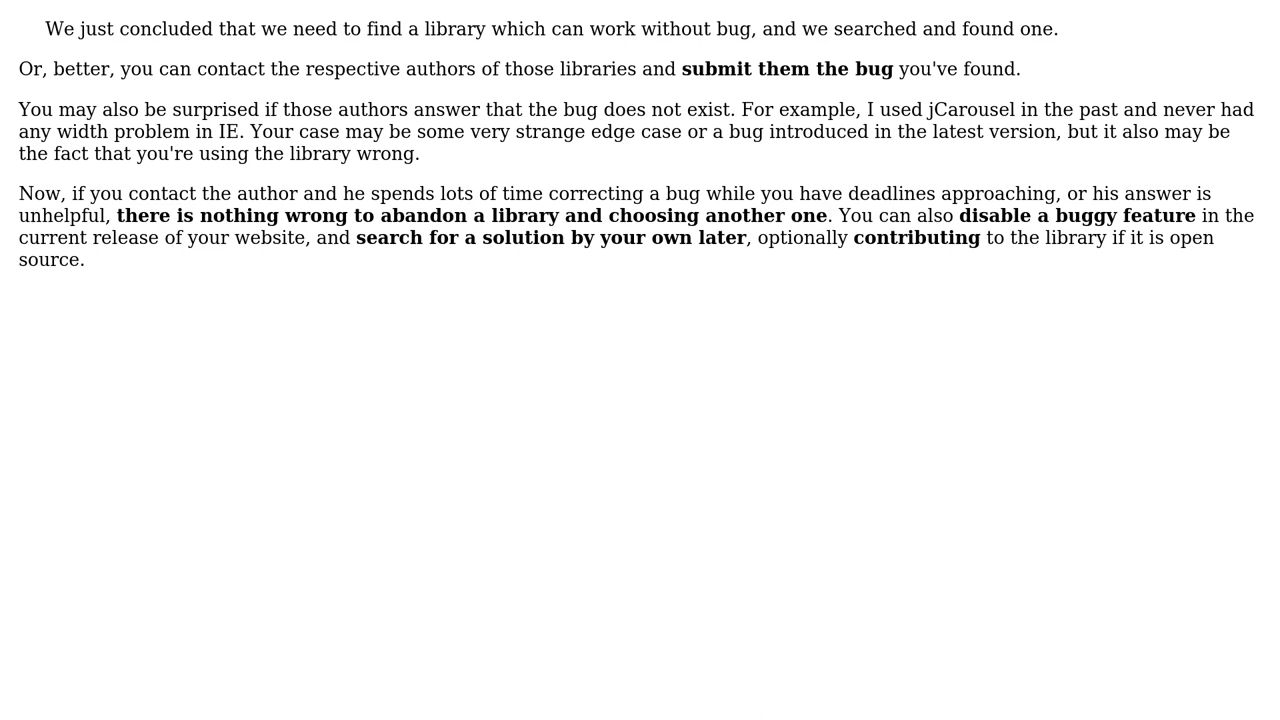 We just concluded that we need to find a library which can work without bug, and we searched and found one.
Or, better, you can contact the respective authors of those libraries and submit them the bug you've found.
You may also be surprised if those authors answer that the bug does not exist. For example, I used jCarousel in the past and never had
any width problem in IE. Your case may be some very strange edge case or a bug introduced in the latest version, but it also may be
the fact that you're using the library wrong.
Now, if you contact the author and he spends lots of time correcting a bug while you have deadlines approaching, or his answer is
unhelpful, there is nothing wrong to abandon a library and choosing another one. You can also disable a buggy feature in the
current release of your website, and search for a solution by your own later, optionally contributing to the library if it is open
source.